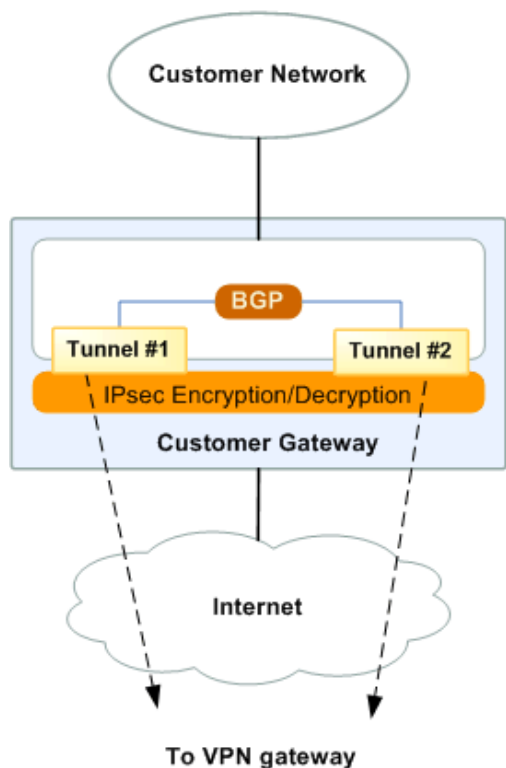 Customer Network
BGP
Tunnel #1
Tunnel #2
IPsec Encryption/Decryption
Customer Gateway
Internet
To VPN gateway